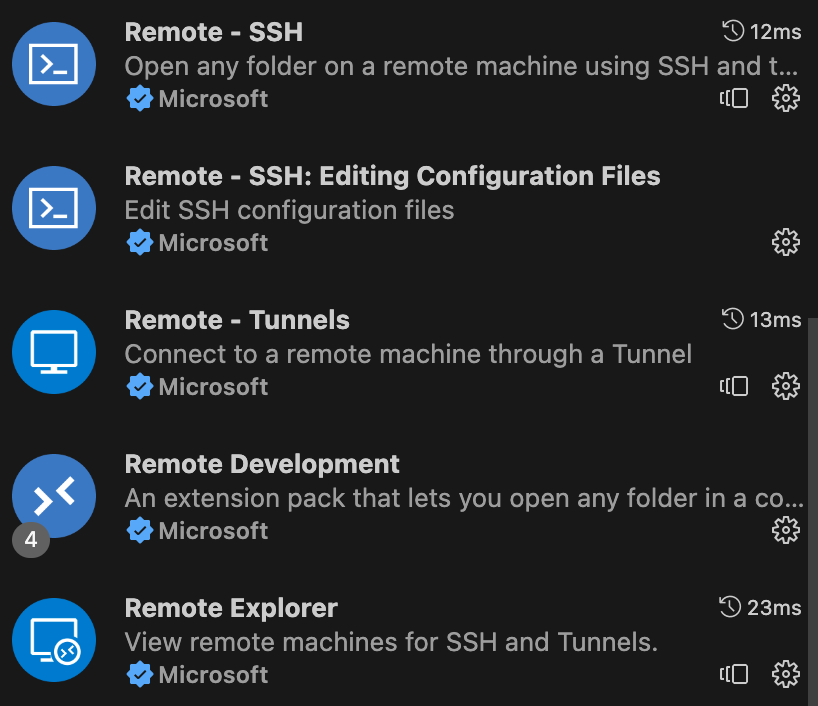 Remote - SSH
12ms
Open any folder on a remote machine using SSH and t...
Microsoft
Remote - SSH: Editing Configuration Files
Edit SSH configuration files
Microsoft
Remote - Tunnels
13ms
Connect to a remote machine through a Tunnel
Microsoft
Remote Development
An extension pack that lets you open any folder in a co...
4
Microsoft
Remote Explorer
23ms
View remote machines for SSH and Tunnels.
Microsoft